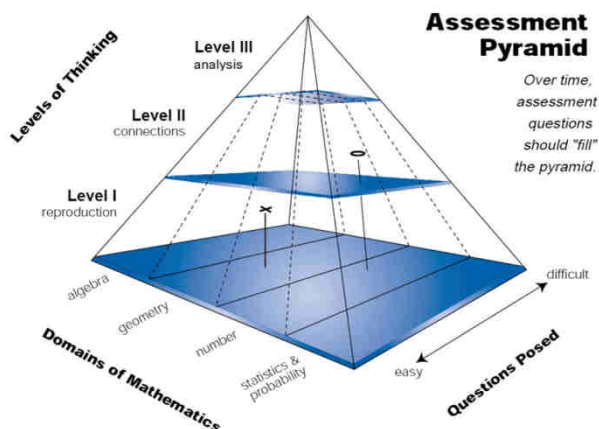 Assessment
Pyramid
Over time,
assessment
questions
should "fill"
the pyramid.
Levels of Thinking
Level III
analysis
Level II
connections
Level I
reproduction
x
0
algebra
geometry
number
statistics &
probability
Domains of Mathematics
easy
difficult
Questions Posed